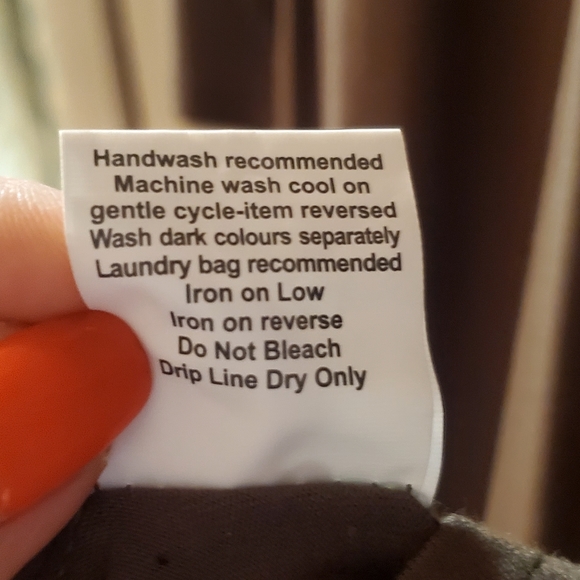 Handwash recommended
Machine wash cool on
gentle cycle-item reversed
Wash dark colours separately
Laundry bag recommended
Iron on Low
Iron on reverse
Do Not Bleach
Drip Line Dry Only